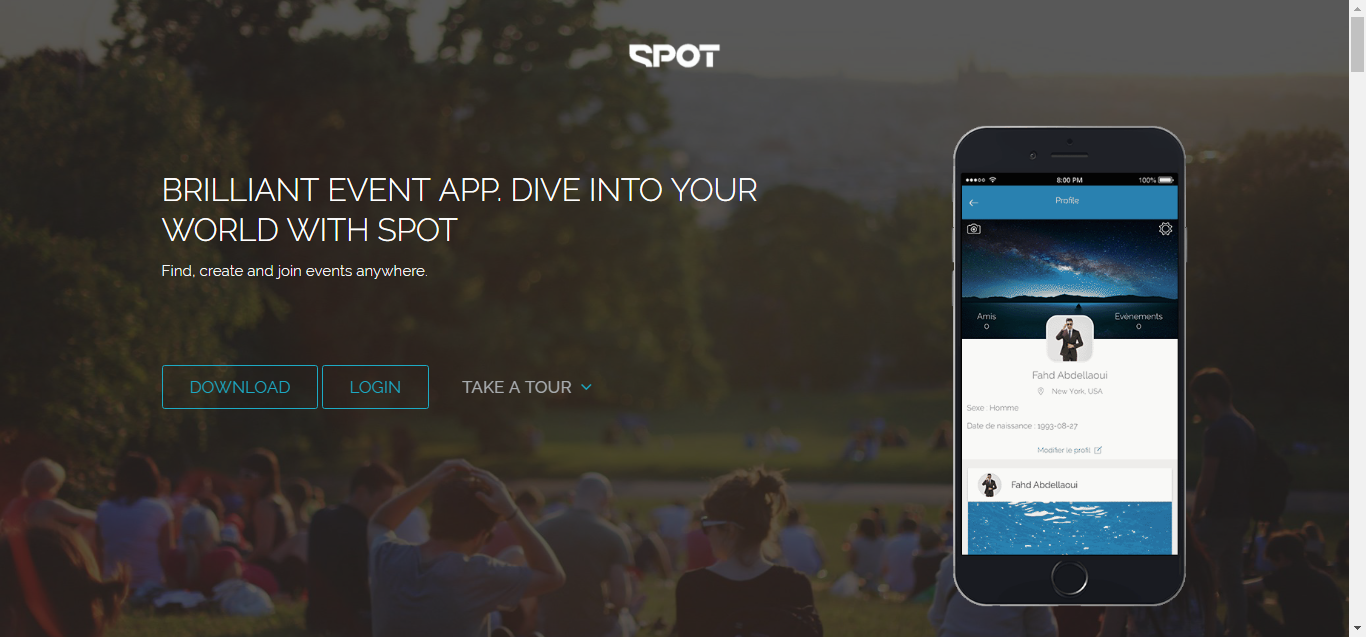 SPOT
BRILLIANT EVENT APP. DIVE INTO YOUR
WORLD WITH SPOT
Find, create and join events anywhere.
DOWNLOAD
LOGIN
TAKE A TOUR
8:00 PM
100%
Profile
Amis
0
Evénements
0
Fahd Abdellaoui
New York, USA
Sexe : Homme
Date de naissance : 1993-08-27
Modifier le profil
Fahd Abdellaoui